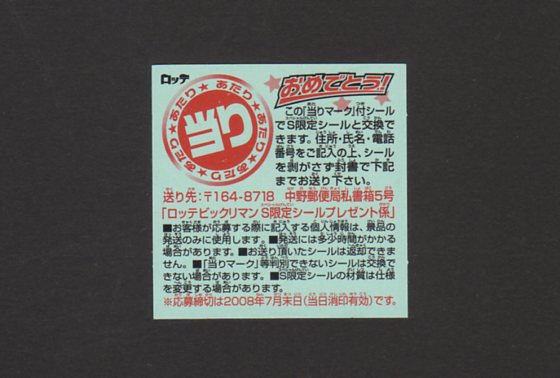 ロッテ
あたり★あたり★あたり★あたり★
当り
おめでとう!
この「当りマーク」付シール
でS限定シールと交換で
きます。住所・氏名・電話
番号をご記入の上、シール
を剥がさず封書で下記
までお送り下さい。
送り先:〒164-8718 中野郵便局私書箱5号
「ロッテビックリマン S限定シールプレゼント係」
■お客様が応募する際に記入する個人情報は、景品の
発送のみに使用します。■発送には多少時間がかかる
場合があります。■お送り頂いたシールは返却できま
せん。■「当りマーク」等判別できないシールは交換で
きない場合があります。■S限定シールの材質は仕様
を変更する場合があります。
※応募締切は2008年7月末日(当日消印有効)です。